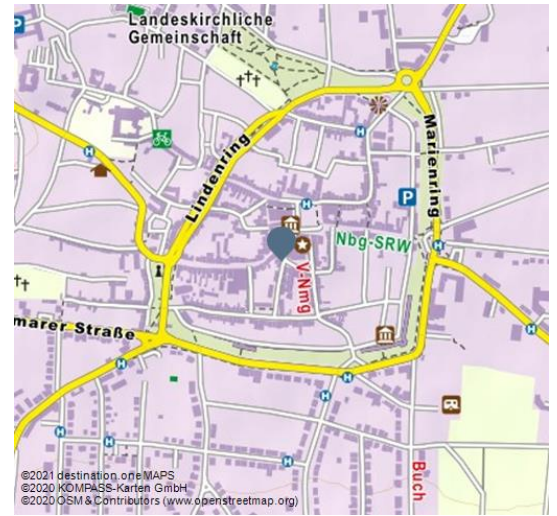 Landeskirchliche
Gemeinschaft
P
H
H
Lindenring
Marienring
H
H
P
H
Nbg-SRW
H
V-Nmg
marer Straße
H
H
H
H
H
H
Buch
H
©2021 destination.one MAPS
©2020 KOMPASS-Karten GmbH
©2020 OSM & Contributors (www.openstreetmap.org)